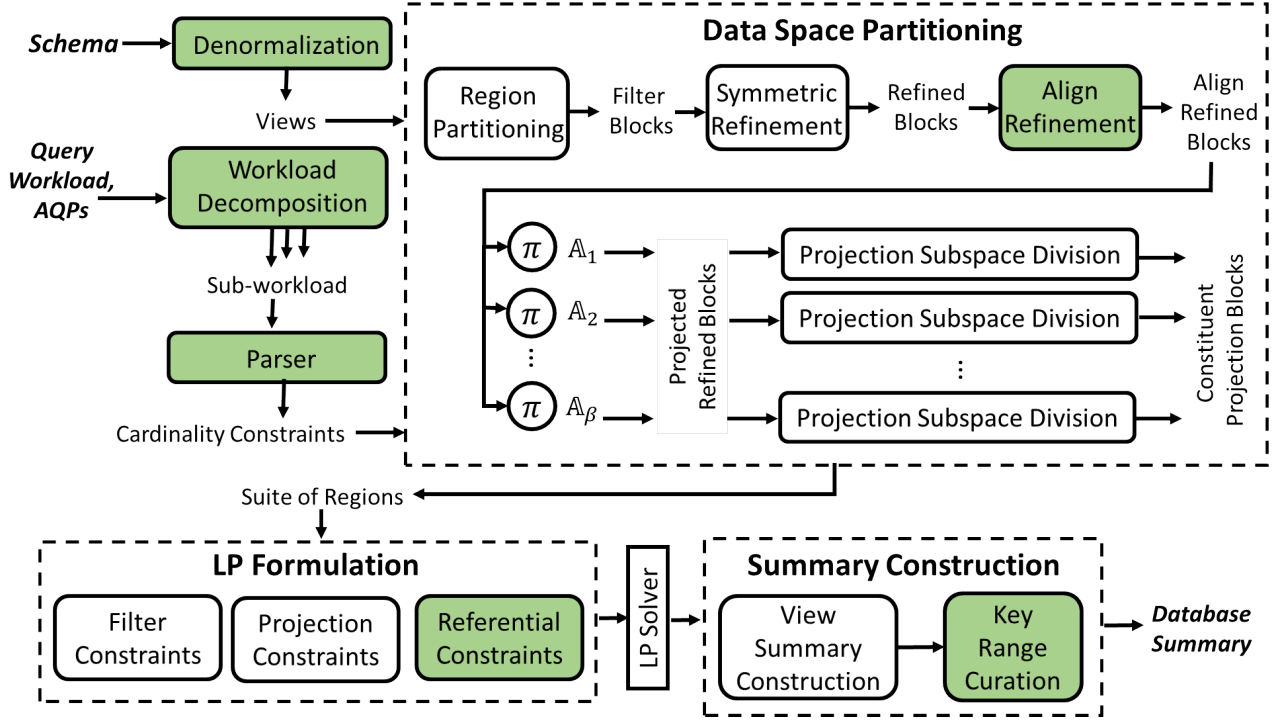 Schema
Denormalization
Views
Query
Workload,
AQPs
Workload
Decomposition
Sub-workload
Parser
Cardinality Constraints
Data Space Partitioning
Region
Partitioning
Filter
Blocks
Symmetric
Refinement
Refined
Blocks
Align
Refinement
Align
Refined
Blocks
π 𝔸1
π 𝔸2
⋮
π 𝔸β
Projected
Refined Blocks
Projection Subspace Division
Projection Subspace Division
⋮
Projection Subspace Division
Constituent
Projection Blocks
Suite of Regions
LP Formulation
Filter
Constraints
Projection
Constraints
Referential
Constraints
LP Solver
Summary Construction
View
Summary
Construction
Key
Range
Curation
Database
Summary